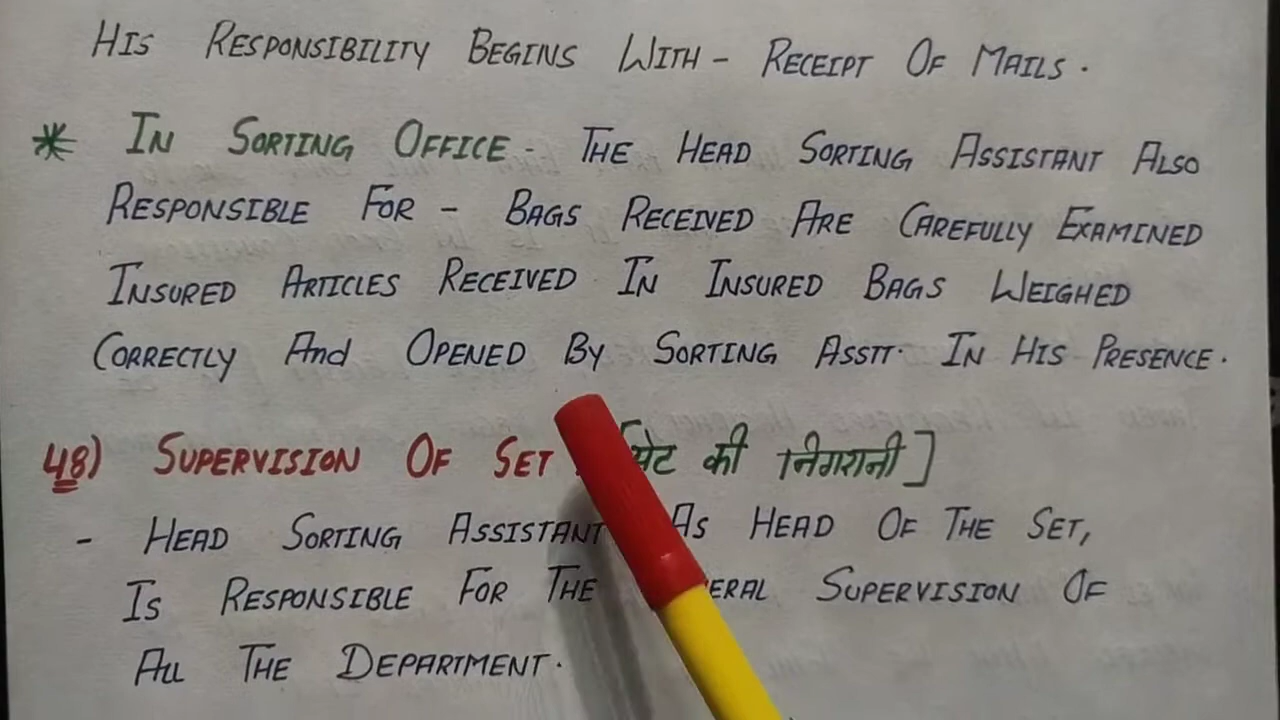 HIS RESPONSIBILITY BEGINS WITH - RECEIPT OF MAILS.
* IN SORTING OFFICE - THE HEAD SORTING ASSISTANT ALSO
RESPONSIBLE FOR - BAGS RECEIVED ARE CAREFULLY EXAMINED
INSURED ARTICLES RECEIVED IN INSURED BAGS WEIGHED
CORRECTLY And OPENED By SORTING ASSTT. IN HIS PRESENCE.
48) SUPERVISION OF SET [सेट की निगरानी]
- HEAD SORTING ASSISTANT AS HEAD OF THE SET,
IS RESPONSIBLE FOR THE SUPERVISION OF
ALL THE DEPARTMENT.